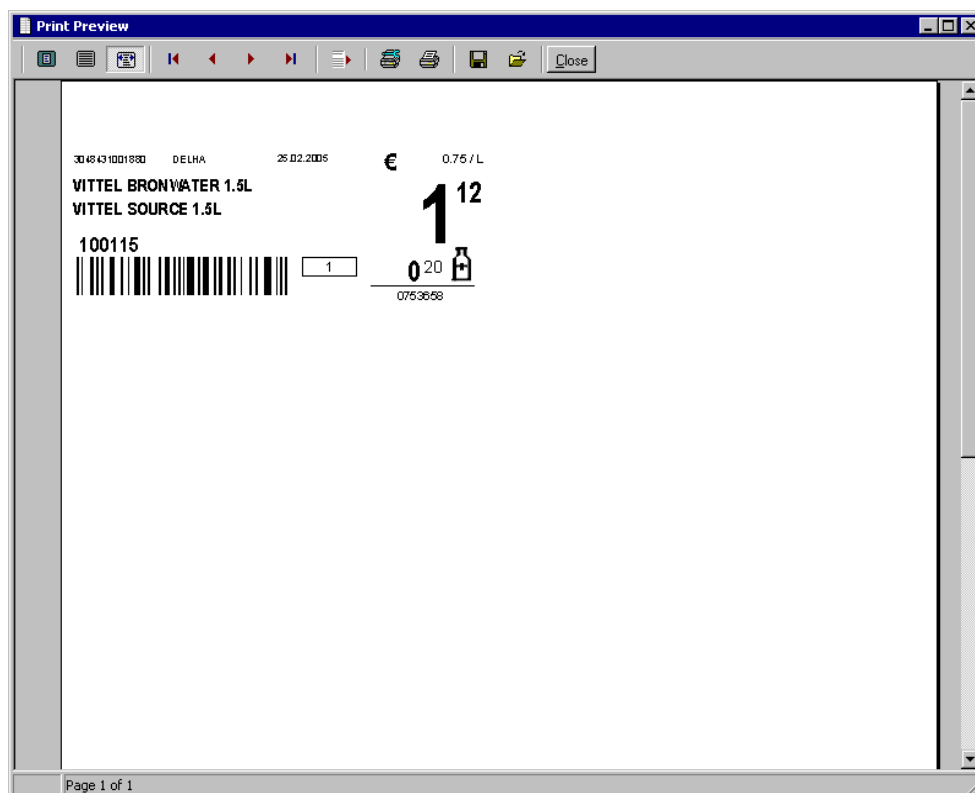 Print Preview
Close
3048431001880 DELHA 25.02.2005 € 0.75 / L
VITTEL BRONWATER 1.5L
VITTEL SOURCE 1.5L
1 12
100115
1
0 20
0753658
Page 1 of 1